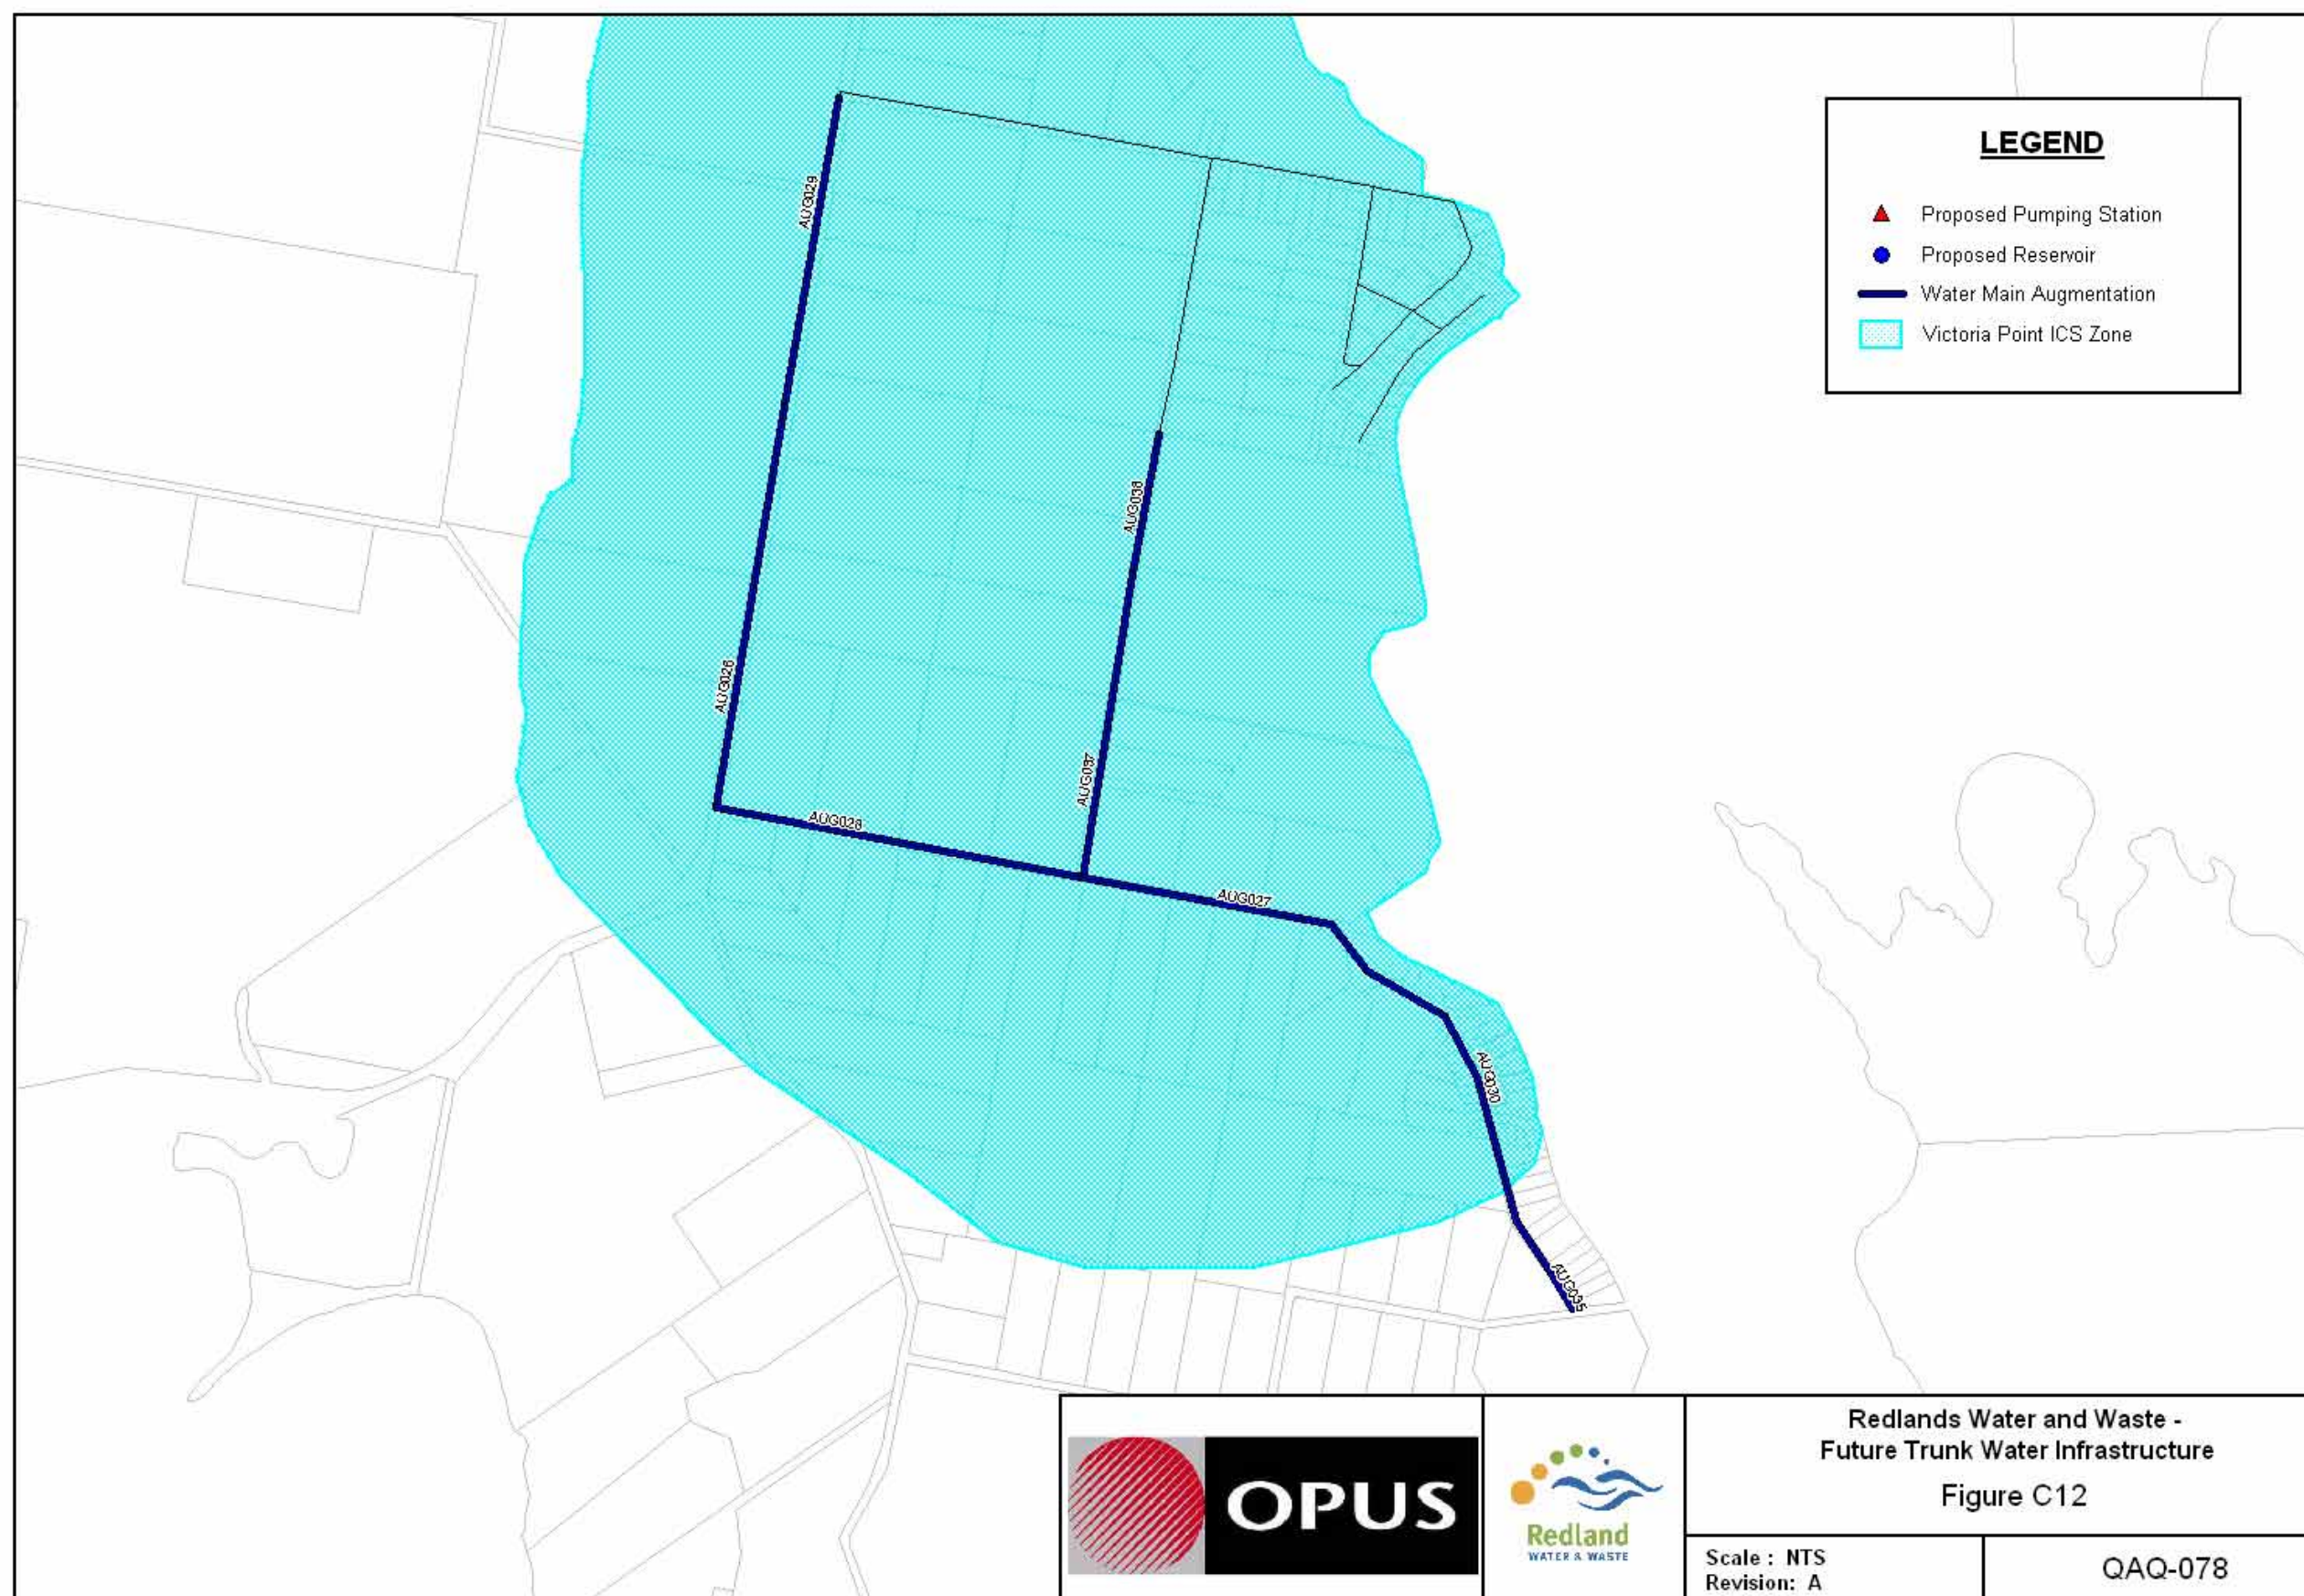 LEGEND
Proposed Pumping Station
Proposed Reservoir
Water Main Augmentation
Victoria Point ICS Zone
AUG029
AUG038
AUG026
AUG037
AUG028
AUG027
AUG030
AUG035
OPUS
Redland
WATER & WASTE
Redlands Water and Waste -
Future Trunk Water Infrastructure
Figure C12
Scale : NTS
Revision: A
QAQ-078